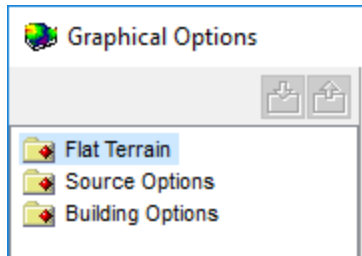 Graphical Options
Flat Terrain
Source Options
Building Options